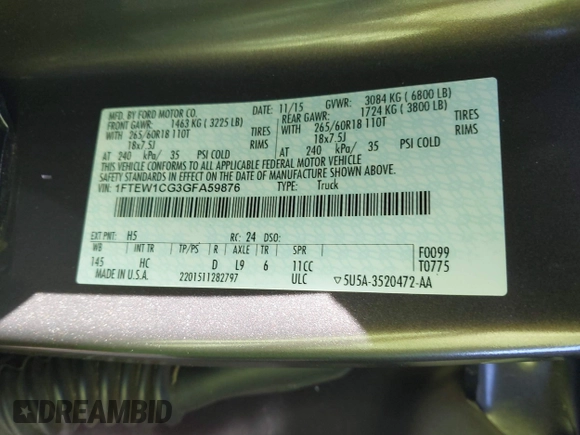 MFD. BY FORD MOTOR CO.
DATE: 11/15 GVWR: 3084 KG ( 6800 LB)
FRONT GAWR: 1463 KG ( 3225 LB) REAR GAWR: 1724 KG ( 3800 LB)
WITH 265/60R18 110T TIRES WITH 265/60R18 110T TIRES
18x7.5J RIMS 18x7.5J RIMS
AT 240 kPa/ 35 PSI COLD AT 240 kPa/ 35 PSI COLD
THIS VEHICLE CONFORMS TO ALL APPLICABLE FEDERAL MOTOR VEHICLE
SAFETY STANDARDS IN EFFECT ON THE DATE OF MANUFACTURE SHOWN ABOVE.
VIN: 1FTEW1CG3GFA59876 TYPE: Truck
EXT PNT: H5 RC: 24 DSO:
WB INT TR TP/PS R AXLE TR SPR F0099
145 HC D L9 6 11CC T0775
MADE IN U.S.A. 2201511282797 ULC 5U5A-3520472-AA
DREAMBID